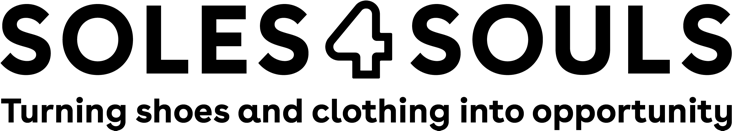 SOLES4SOULS
Turning shoes and clothing into opportunity